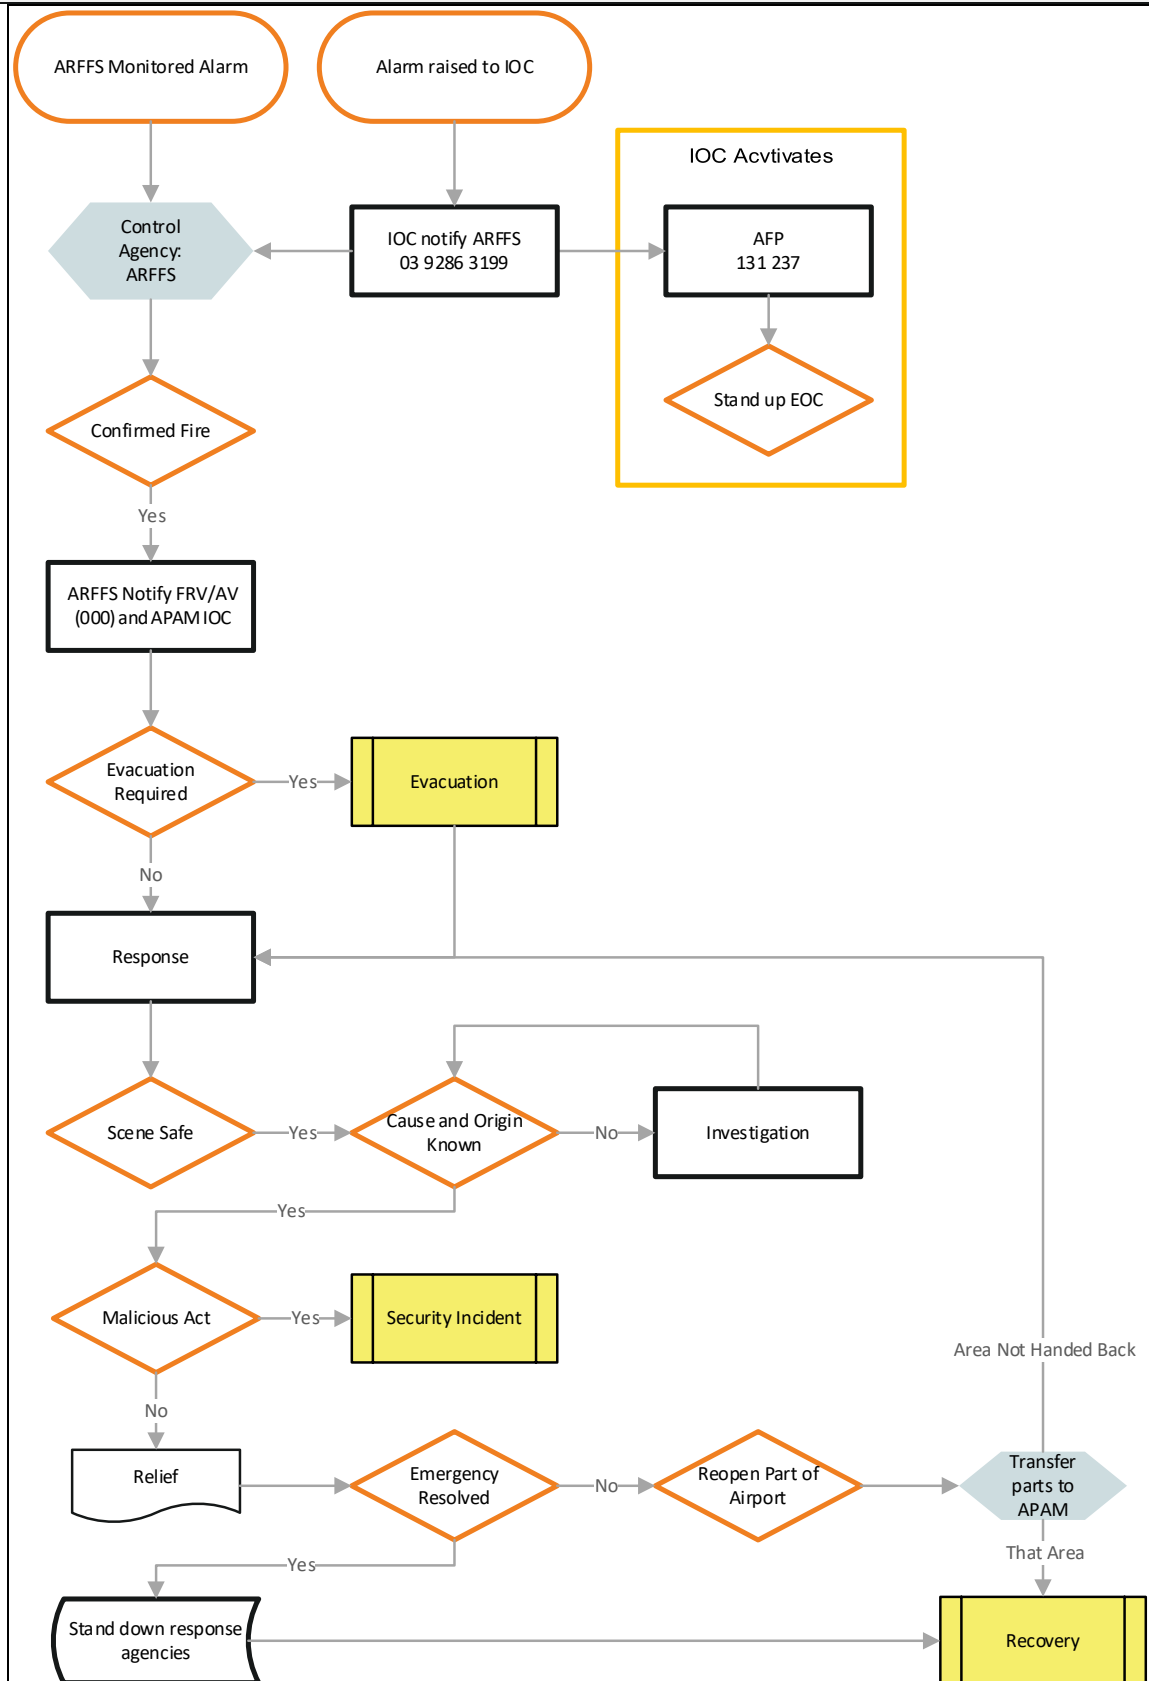 ARFFS Monitored Alarm
Alarm raised to IOC
IOC Acvtivates
Control
Agency:
ARFFS
IOC notify ARFFS
03 9286 3199
AFP
131 237
Stand up EOC
Confirmed Fire
Yes
ARFFS Notify FRV/AV
(000) and APAM IOC
Evacuation
Required
Yes
Evacuation
No
Response
Scene Safe
Yes
Cause and Origin
Known
No
Investigation
Yes
Malicious Act
Yes
Security Incident
Area Not Handed Back
No
Relief
Emergency
Resolved
No
Reopen Part of
Airport
Transfer
parts to
APAM
That Area
Yes
Stand down response
agencies
Recovery